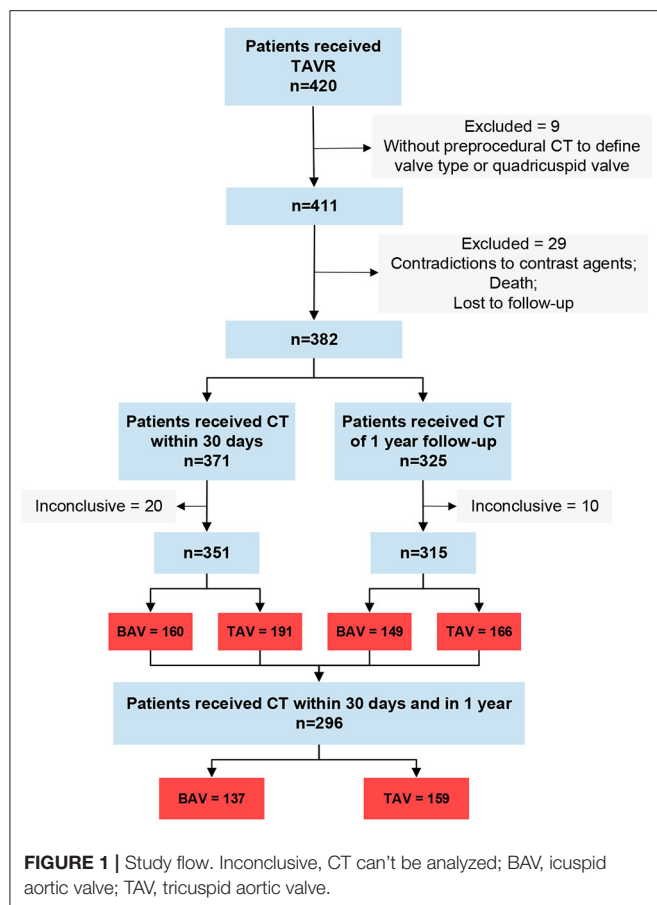 Patients received
TAVR
n=420
Excluded = 9
Without preprocedural CT to define
valve type or quadricuspid valve
n=411
Excluded = 29
Contradictions to contrast agents;
Death;
Lost to follow-up
n=382
Patients received CT
within 30 days
n=371
Patients received CT
of 1 year follow-up
n=325
Inconclusive = 20
Inconclusive = 10
n=351
n=315
BAV = 160
TAV = 191
BAV = 149
TAV = 166
Patients received CT within 30 days and in 1 year
n=296
BAV = 137
TAV = 159
FIGURE 1 | Study flow. Inconclusive, CT can't be analyzed; BAV, icuspid
aortic valve; TAV, tricuspid aortic valve.